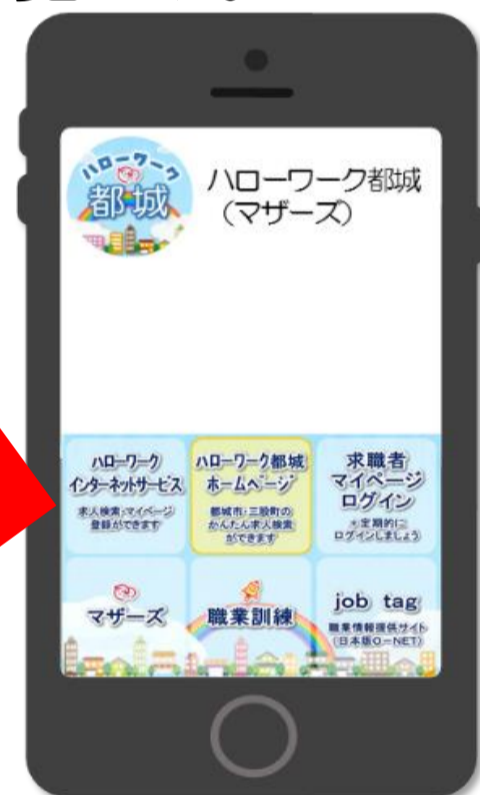 ハローワーク
都城
ハローワーク都城
(マザーズ)
ハローワーク
インターネットサービス
求人検索・マイページ
登録ができます
ハローワーク都城
ホームページ
都城市・三股町の
かんたん求人検索
ができます
求職者
マイページ
ログイン
*定期的に
ログインしましょう
マザーズ
職業訓練
job tag
職業情報提供サイト
(日本版O-NET)